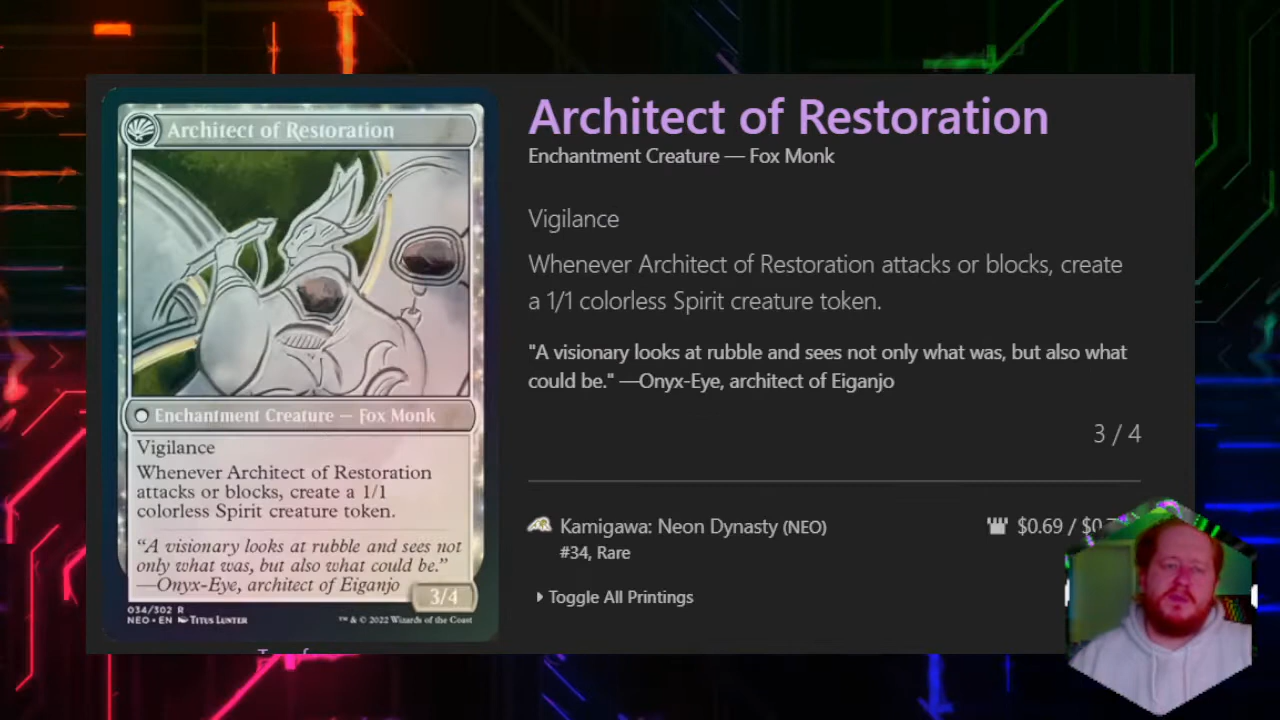 Architect of Restoration
Enchantment Creature — Fox Monk
Vigilance
Whenever Architect of Restoration
attacks or blocks, create a 1/1
colorless Spirit creature token.
“A visionary looks at rubble and sees not
only what was, but also what could be.”
—Onyx-Eye, architect of Eiganjo
3/4
034/302 R
NEO • EN Titus Lunter
™ & © 2022 Wizards of the Coast
Architect of Restoration
Enchantment Creature — Fox Monk
Vigilance
Whenever Architect of Restoration attacks or blocks, create
a 1/1 colorless Spirit creature token.
"A visionary looks at rubble and sees not only what was, but also what
could be." —Onyx-Eye, architect of Eiganjo
3 / 4
Kamigawa: Neon Dynasty (NEO)
$0.69 /
#34, Rare
Toggle All Printings